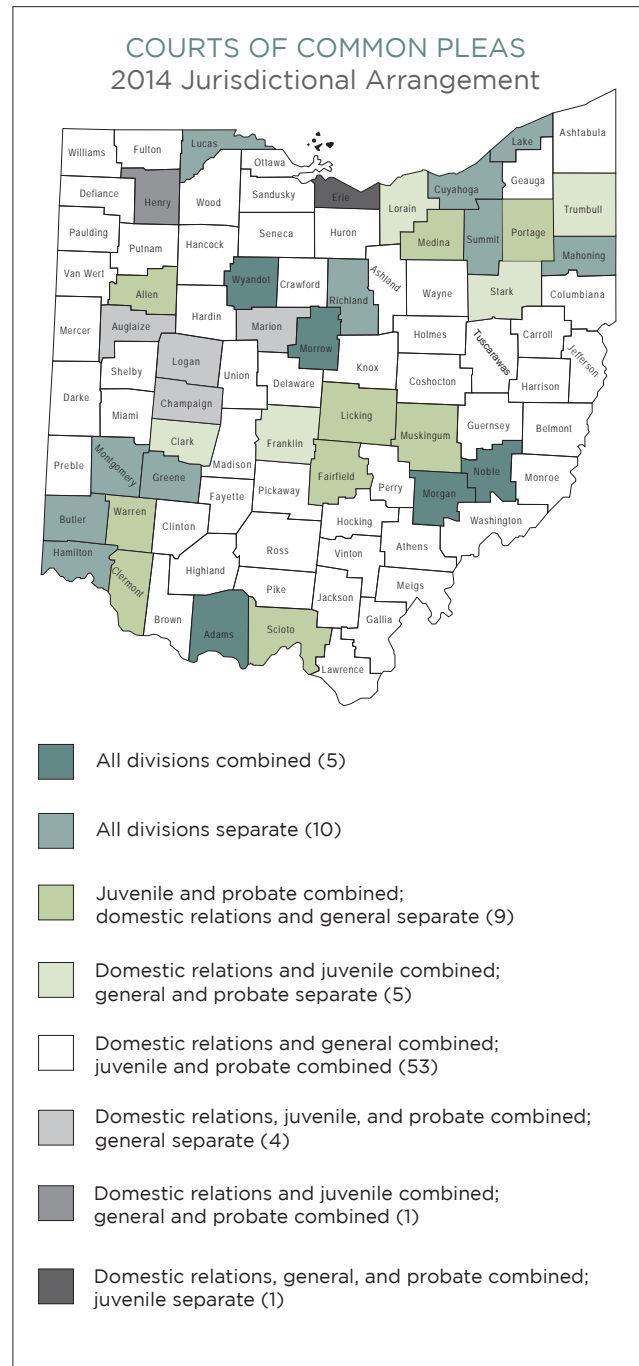 COURTS OF COMMON PLEAS
2014 Jurisdictional Arrangement
Williams
Fulton
Lucas
Ottawa
Lake
Ashtabula
Geauga
Cuyahoga
Defiance
Henry
Wood
Sandusky
Erie
Lorain
Trumbull
Paulding
Putnam
Hancock
Seneca
Huron
Medina
Summit
Portage
Mahoning
Van Wert
Allen
Wyandot
Crawford
Richland
Ashland
Wayne
Stark
Columbiana
Mercer
Auglaize
Hardin
Marion
Morrow
Holmes
Tuscarawas
Carroll
Jefferson
Shelby
Logan
Union
Delaware
Knox
Coshocton
Harrison
Darke
Miami
Champaign
Licking
Muskingum
Guernsey
Belmont
Clark
Franklin
Madison
Preble
Montgomery
Greene
Fayette
Pickaway
Fairfield
Perry
Morgan
Noble
Monroe
Washington
Butler
Warren
Clinton
Hocking
Athens
Hamilton
Clermont
Highland
Ross
Vinton
Meigs
Brown
Adams
Pike
Jackson
Gallia
Scioto
Lawrence
All divisions combined (5)
All divisions separate (10)
Juvenile and probate combined;
domestic relations and general separate (9)
Domestic relations and juvenile combined;
general and probate separate (5)
Domestic relations and general combined;
juvenile and probate combined (53)
Domestic relations, juvenile, and probate combined;
general separate (4)
Domestic relations and juvenile combined;
general and probate combined (1)
Domestic relations, general, and probate combined;
juvenile separate (1)